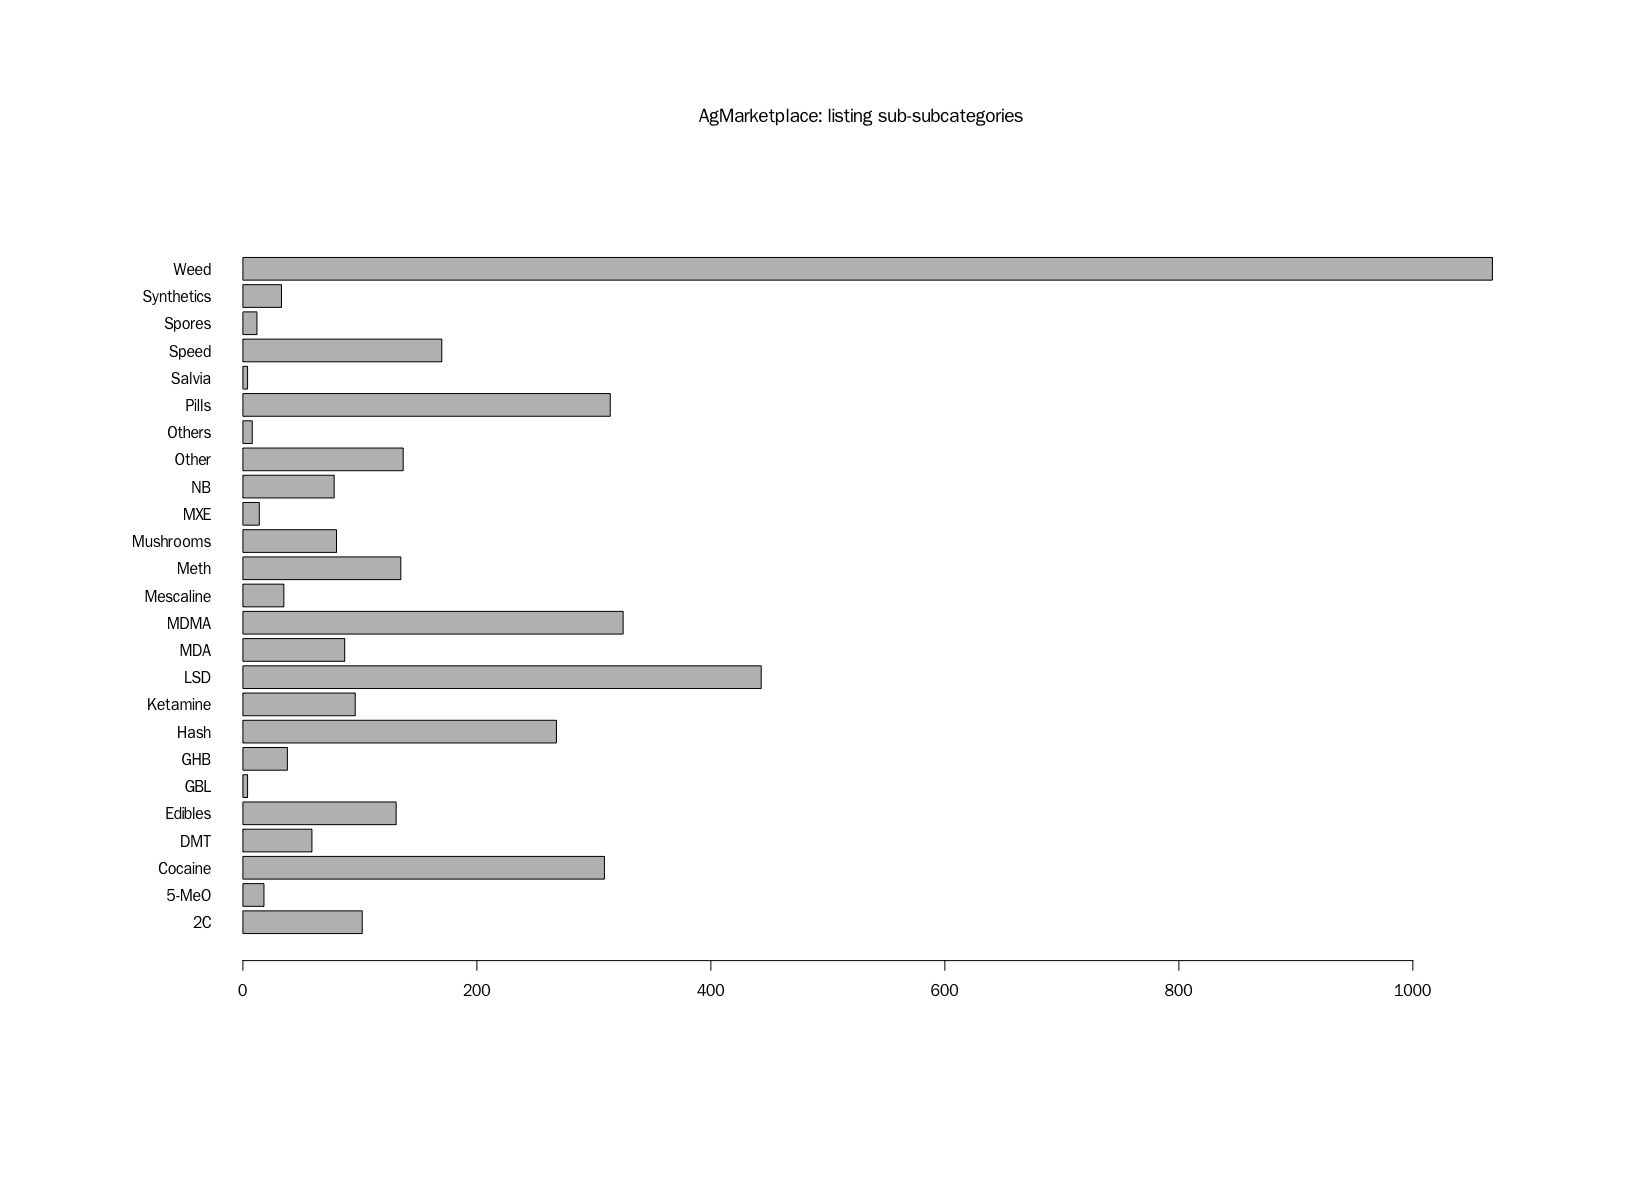 AgMarketplace: listing sub-subcategories
Weed
Synthetics
Spores
Speed
Salvia
Pills
Others
Other
NB
MXE
Mushrooms
Meth
Mescaline
MDMA
MDA
LSD
Ketamine
Hash
GHB
GBL
Edibles
DMT
Cocaine
5-MeO
2C
0 200 400 600 800 1000